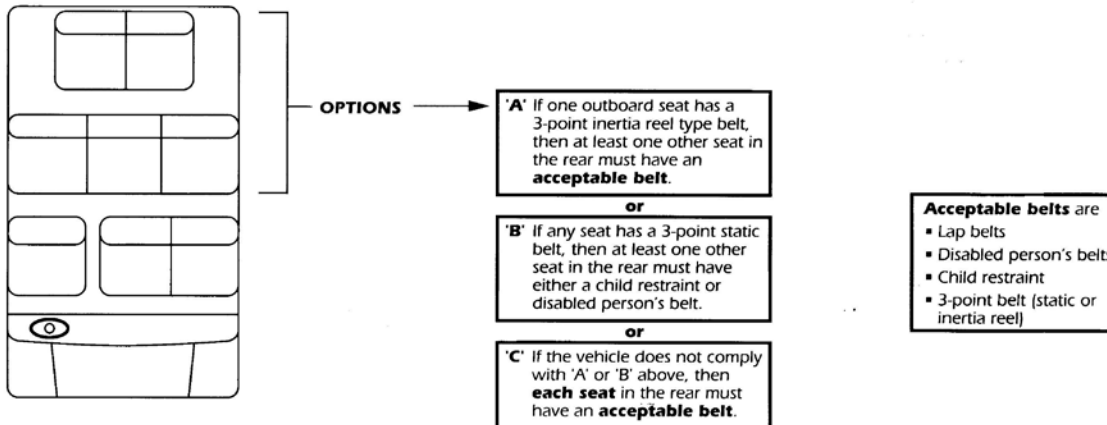 OPTIONS
'A' If one outboard seat has a
3-point inertia reel type belt,
then at least one other seat in
the rear must have an
acceptable belt.
or
'B' If any seat has a 3-point static
belt, then at least one other
seat in the rear must have
either a child restraint or
disabled person's belt.
or
'C' If the vehicle does not comply
with 'A' or 'B' above, then
each seat in the rear must
have an acceptable belt.
Acceptable belts are
▪ Lap belts
▪ Disabled person's belts
▪ Child restraint
▪ 3-point belt (static or
inertia reel)